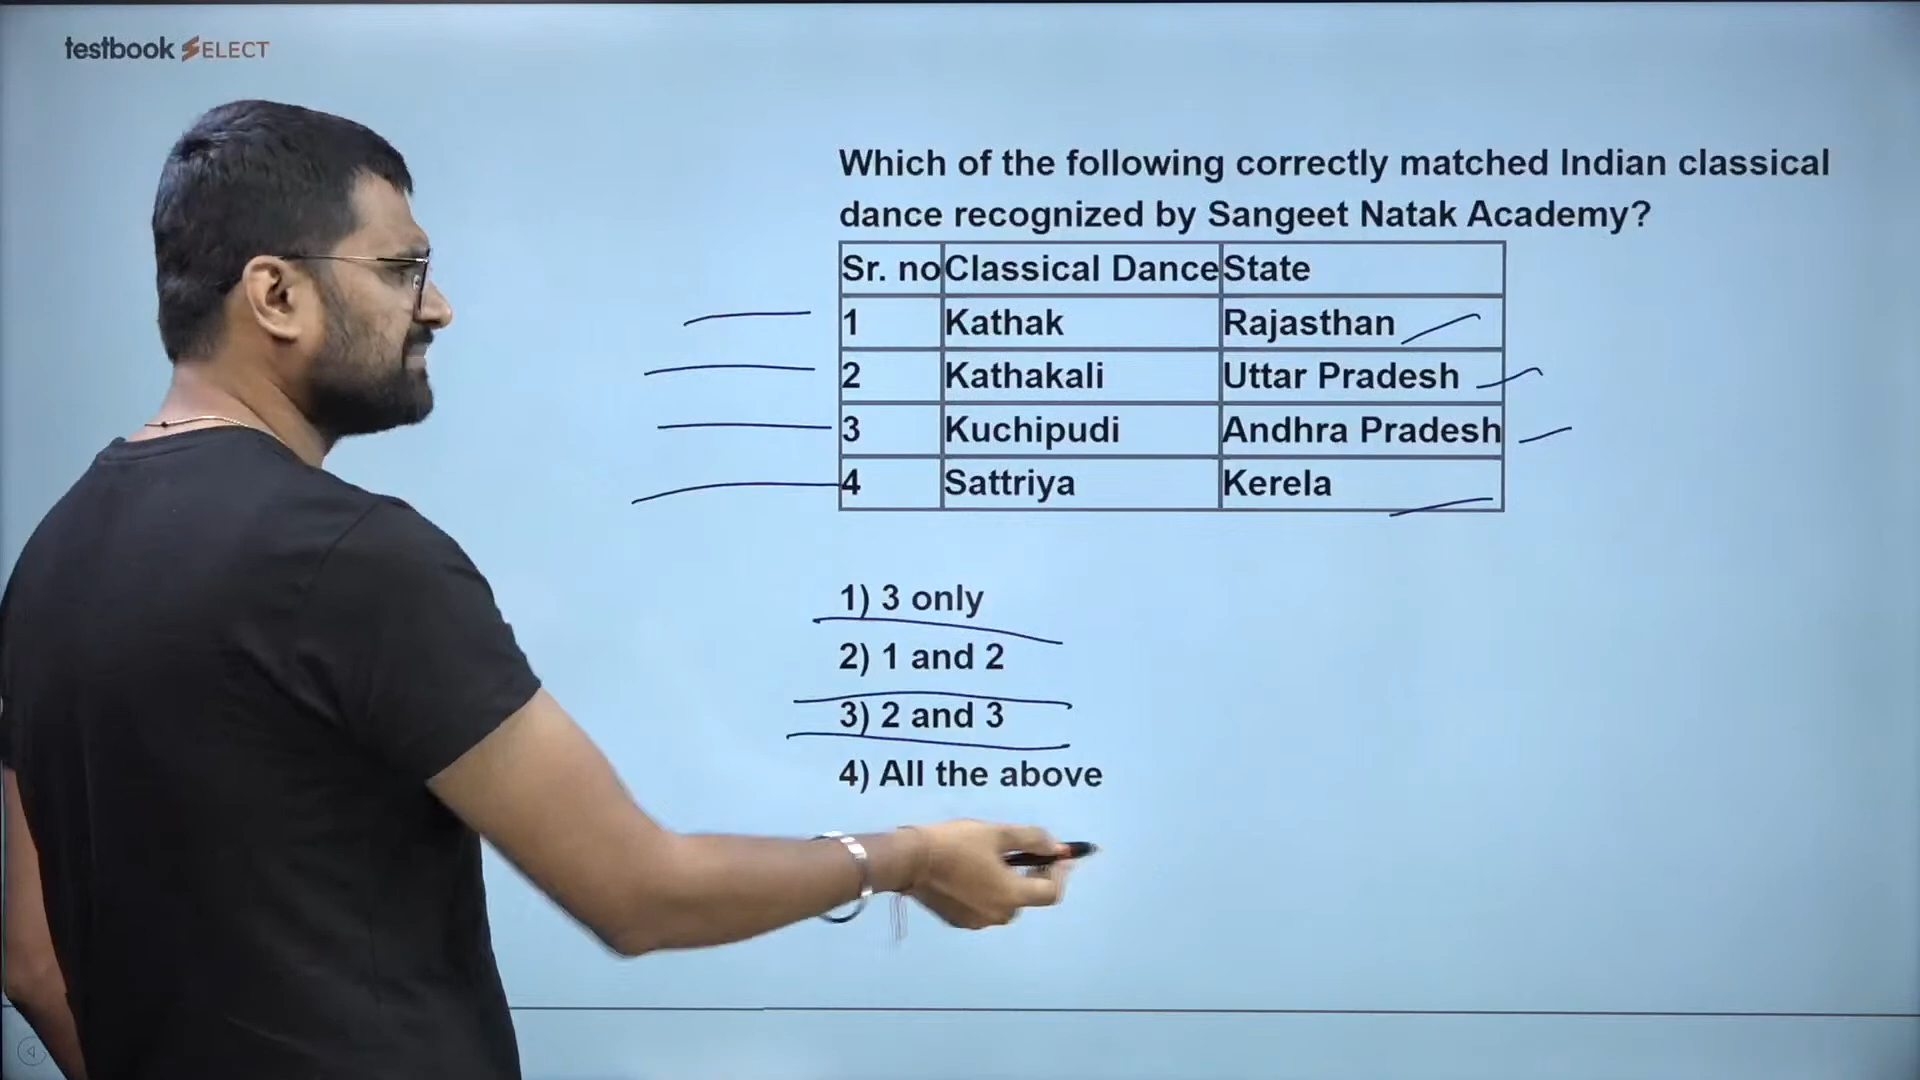 testbook SELECT
Which of the following correctly matched Indian classical
dance recognized by Sangeet Natak Academy?
Sr. no Classical Dance State
1 Kathak Rajasthan
2 Kathakali Uttar Pradesh
3 Kuchipudi Andhra Pradesh
4 Sattriya Kerela
1) 3 only
2) 1 and 2
3) 2 and 3
4) All the above